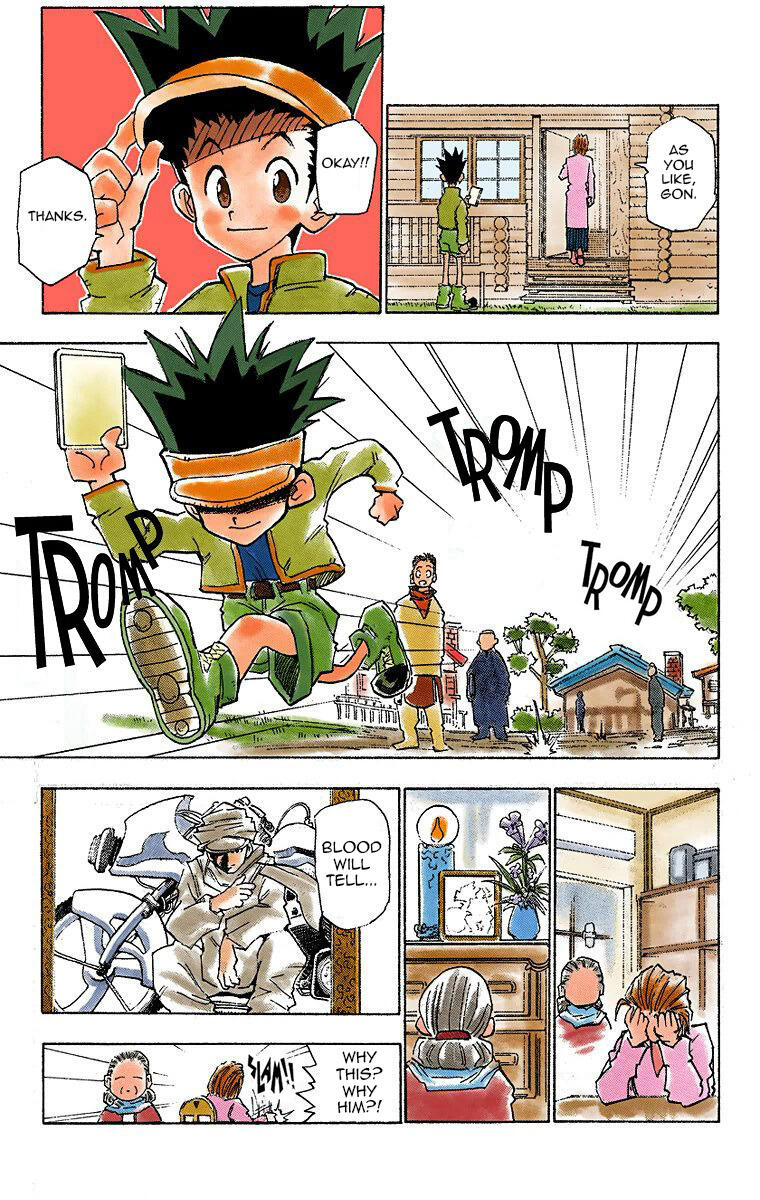 AS
YOU
LIKE,
GON.
OKAY!!
THANKS.
TROMP
TROMP
TROMP
BLOOD
WILL
TELL...
WHY
THIS?
WHY
HIM?!
SLAM!!